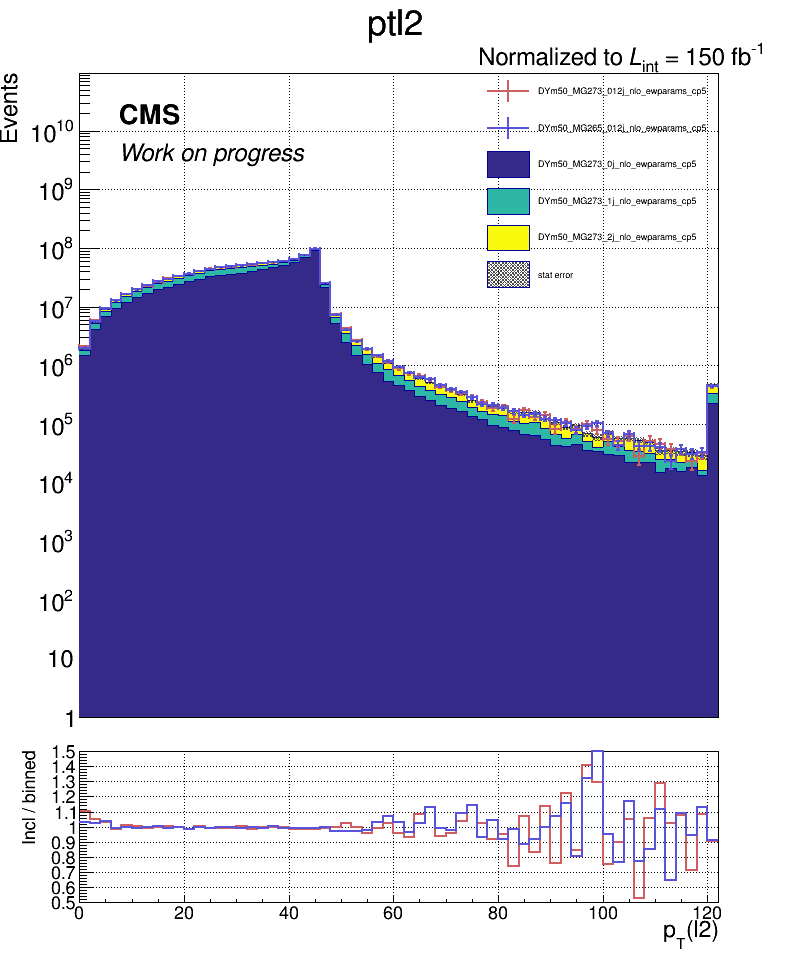 ptl2
Normalized to L_int = 150 fb^-1
CMS
Work on progress
DYm50_MG273_012j_nlo_ewparams_cp5
DYm50_MG265_012j_nlo_ewparams_cp5
DYm50_MG273_0j_nlo_ewparams_cp5
DYm50_MG273_1j_nlo_ewparams_cp5
DYm50_MG273_2j_nlo_ewparams_cp5
stat error
Events
10^10
10^9
10^8
10^7
10^6
10^5
10^4
10^3
10^2
10
1
Incl / binned
1.5
1.4
1.3
1.2
1.1
1
0.9
0.8
0.7
0.6
0.5
0 20 40 60 80 100 120
p_T(l2)